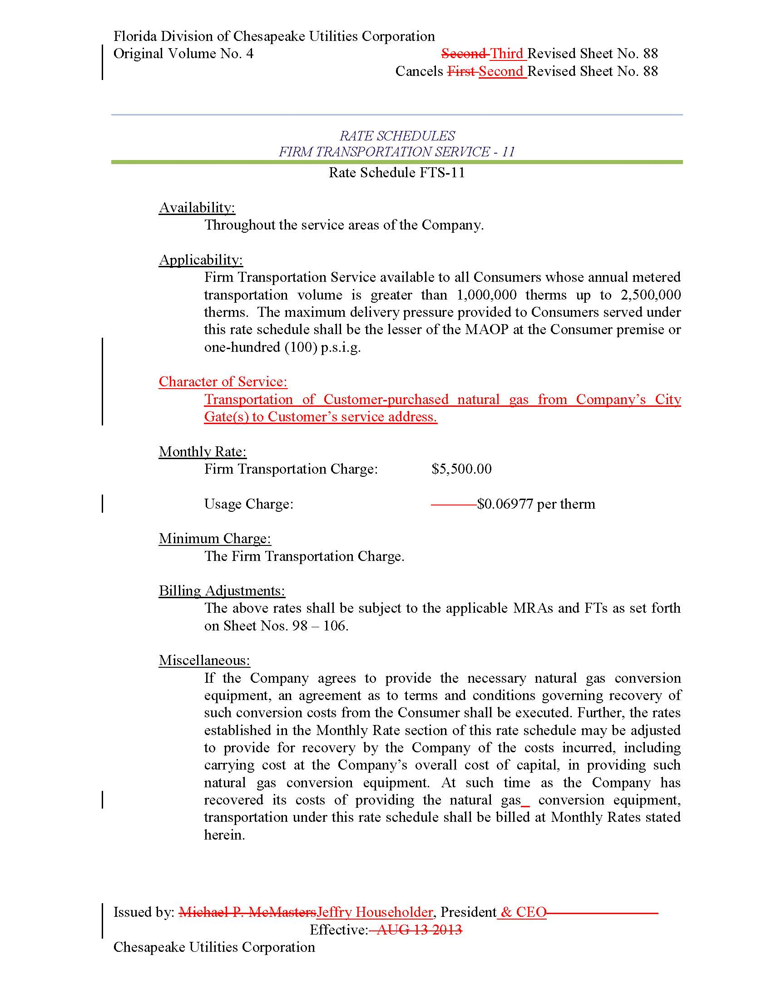 Florida Division of Chesapeake Utilities Corporation
Original Volume No. 4 Second Third Revised Sheet No. 88
Cancels First Second Revised Sheet No. 88
RATE SCHEDULES
FIRM TRANSPORTATION SERVICE - 11
Rate Schedule FTS-11
Availability:
Throughout the service areas of the Company.
Applicability:
Firm Transportation Service available to all Consumers whose annual metered
transportation volume is greater than 1,000,000 therms up to 2,500,000
therms. The maximum delivery pressure provided to Consumers served under
this rate schedule shall be the lesser of the MAOP at the Consumer premise or
one-hundred (100) p.s.i.g.
Character of Service:
Transportation of Customer-purchased natural gas from Company’s City
Gate(s) to Customer’s service address.
Monthly Rate:
Firm Transportation Charge: $5,500.00
Usage Charge: $0.06977 per therm
Minimum Charge:
The Firm Transportation Charge.
Billing Adjustments:
The above rates shall be subject to the applicable MRAs and FTs as set forth
on Sheet Nos. 98 – 106.
Miscellaneous:
If the Company agrees to provide the necessary natural gas conversion
equipment, an agreement as to terms and conditions governing recovery of
such conversion costs from the Consumer shall be executed. Further, the rates
established in the Monthly Rate section of this rate schedule may be adjusted
to provide for recovery by the Company of the costs incurred, including
carrying cost at the Company’s overall cost of capital, in providing such
natural gas conversion equipment. At such time as the Company has
recovered its costs of providing the natural gas conversion equipment,
transportation under this rate schedule shall be billed at Monthly Rates stated
herein.
Issued by: Michael P. McMastersJeffry Householder, President & CEO
Effective: AUG 13 2013
Chesapeake Utilities Corporation